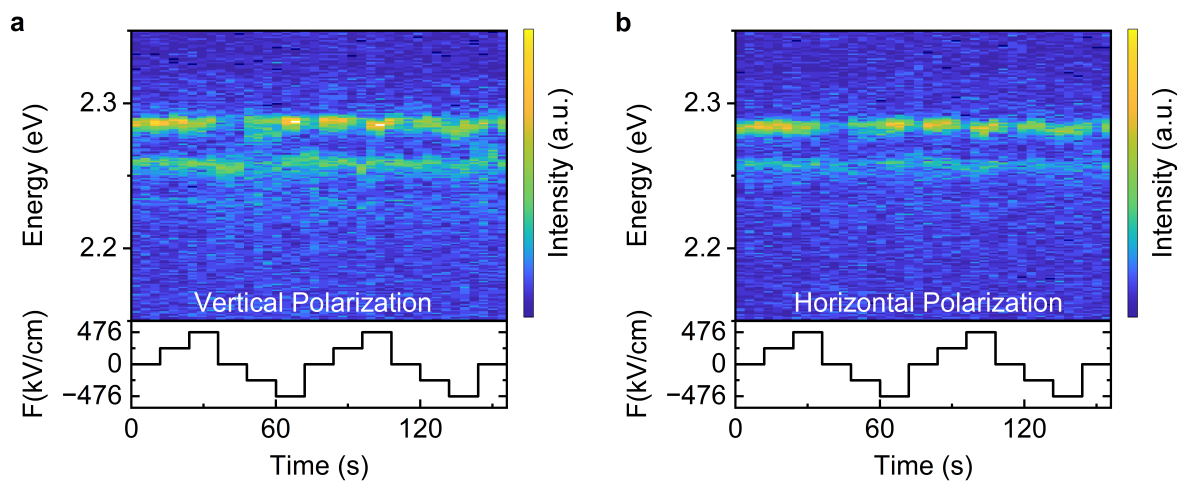 a
Energy (eV)
2.3
2.2
Vertical Polarization
Intensity (a.u.)
F(kV/cm)
476
0
−476
0
60
120
Time (s)
b
Energy (eV)
2.3
2.2
Horizontal Polarization
Intensity (a.u.)
F(kV/cm)
476
0
−476
0
60
120
Time (s)